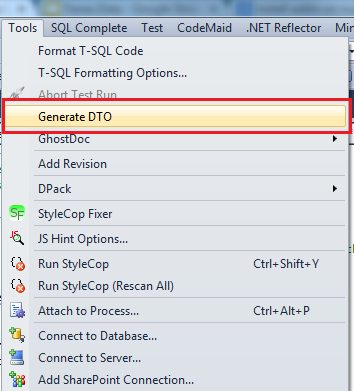 Tools SQL Complete Test CodeMaid .NET Reflector
Format T-SQL Code
T-SQL Formatting Options...
Abort Test Run
Generate DTO
GhostDoc
Add Revision
DPack
SF StyleCop Fixer
JS Hint Options...
Run StyleCop Ctrl+Shift+Y
Run StyleCop (Rescan All)
Attach to Process... Ctrl+Alt+P
Connect to Database...
Connect to Server...
Add SharePoint Connection...